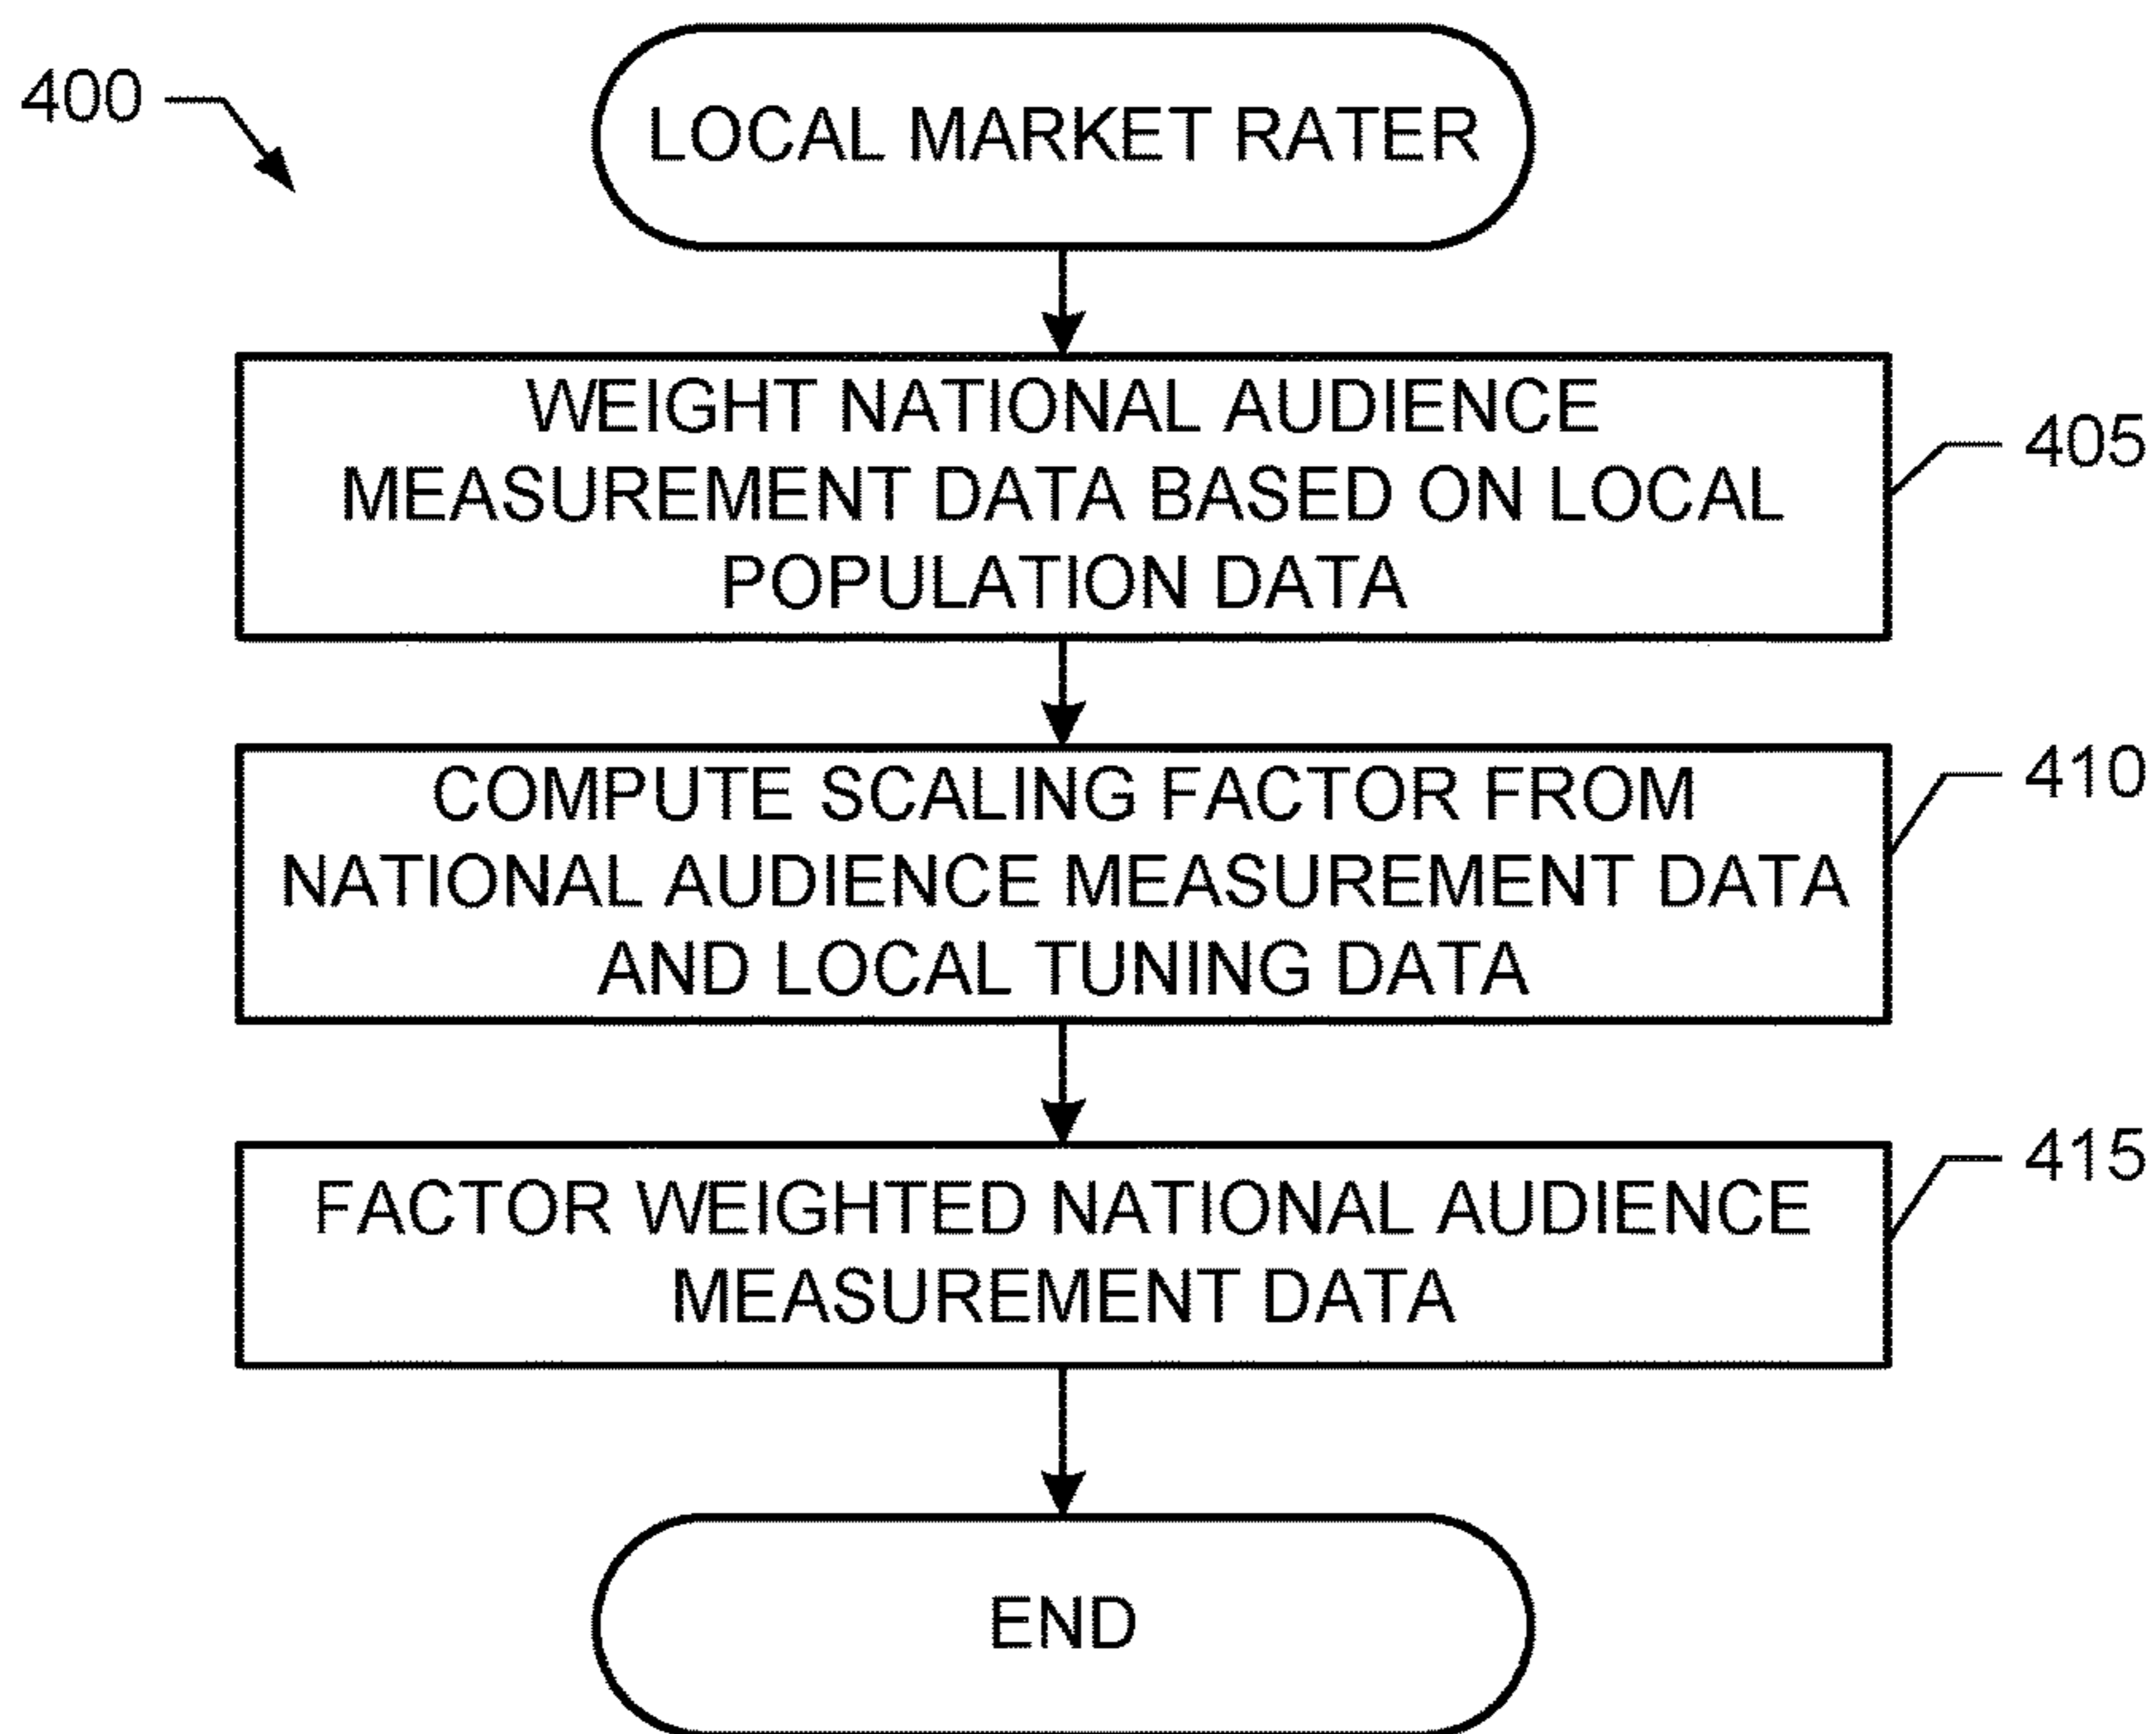 400
LOCAL MARKET RATER
WEIGHT NATIONAL AUDIENCE
MEASUREMENT DATA BASED ON LOCAL
POPULATION DATA
405
COMPUTE SCALING FACTOR FROM
NATIONAL AUDIENCE MEASUREMENT DATA
AND LOCAL TUNING DATA
410
FACTOR WEIGHTED NATIONAL AUDIENCE
MEASUREMENT DATA
415
END